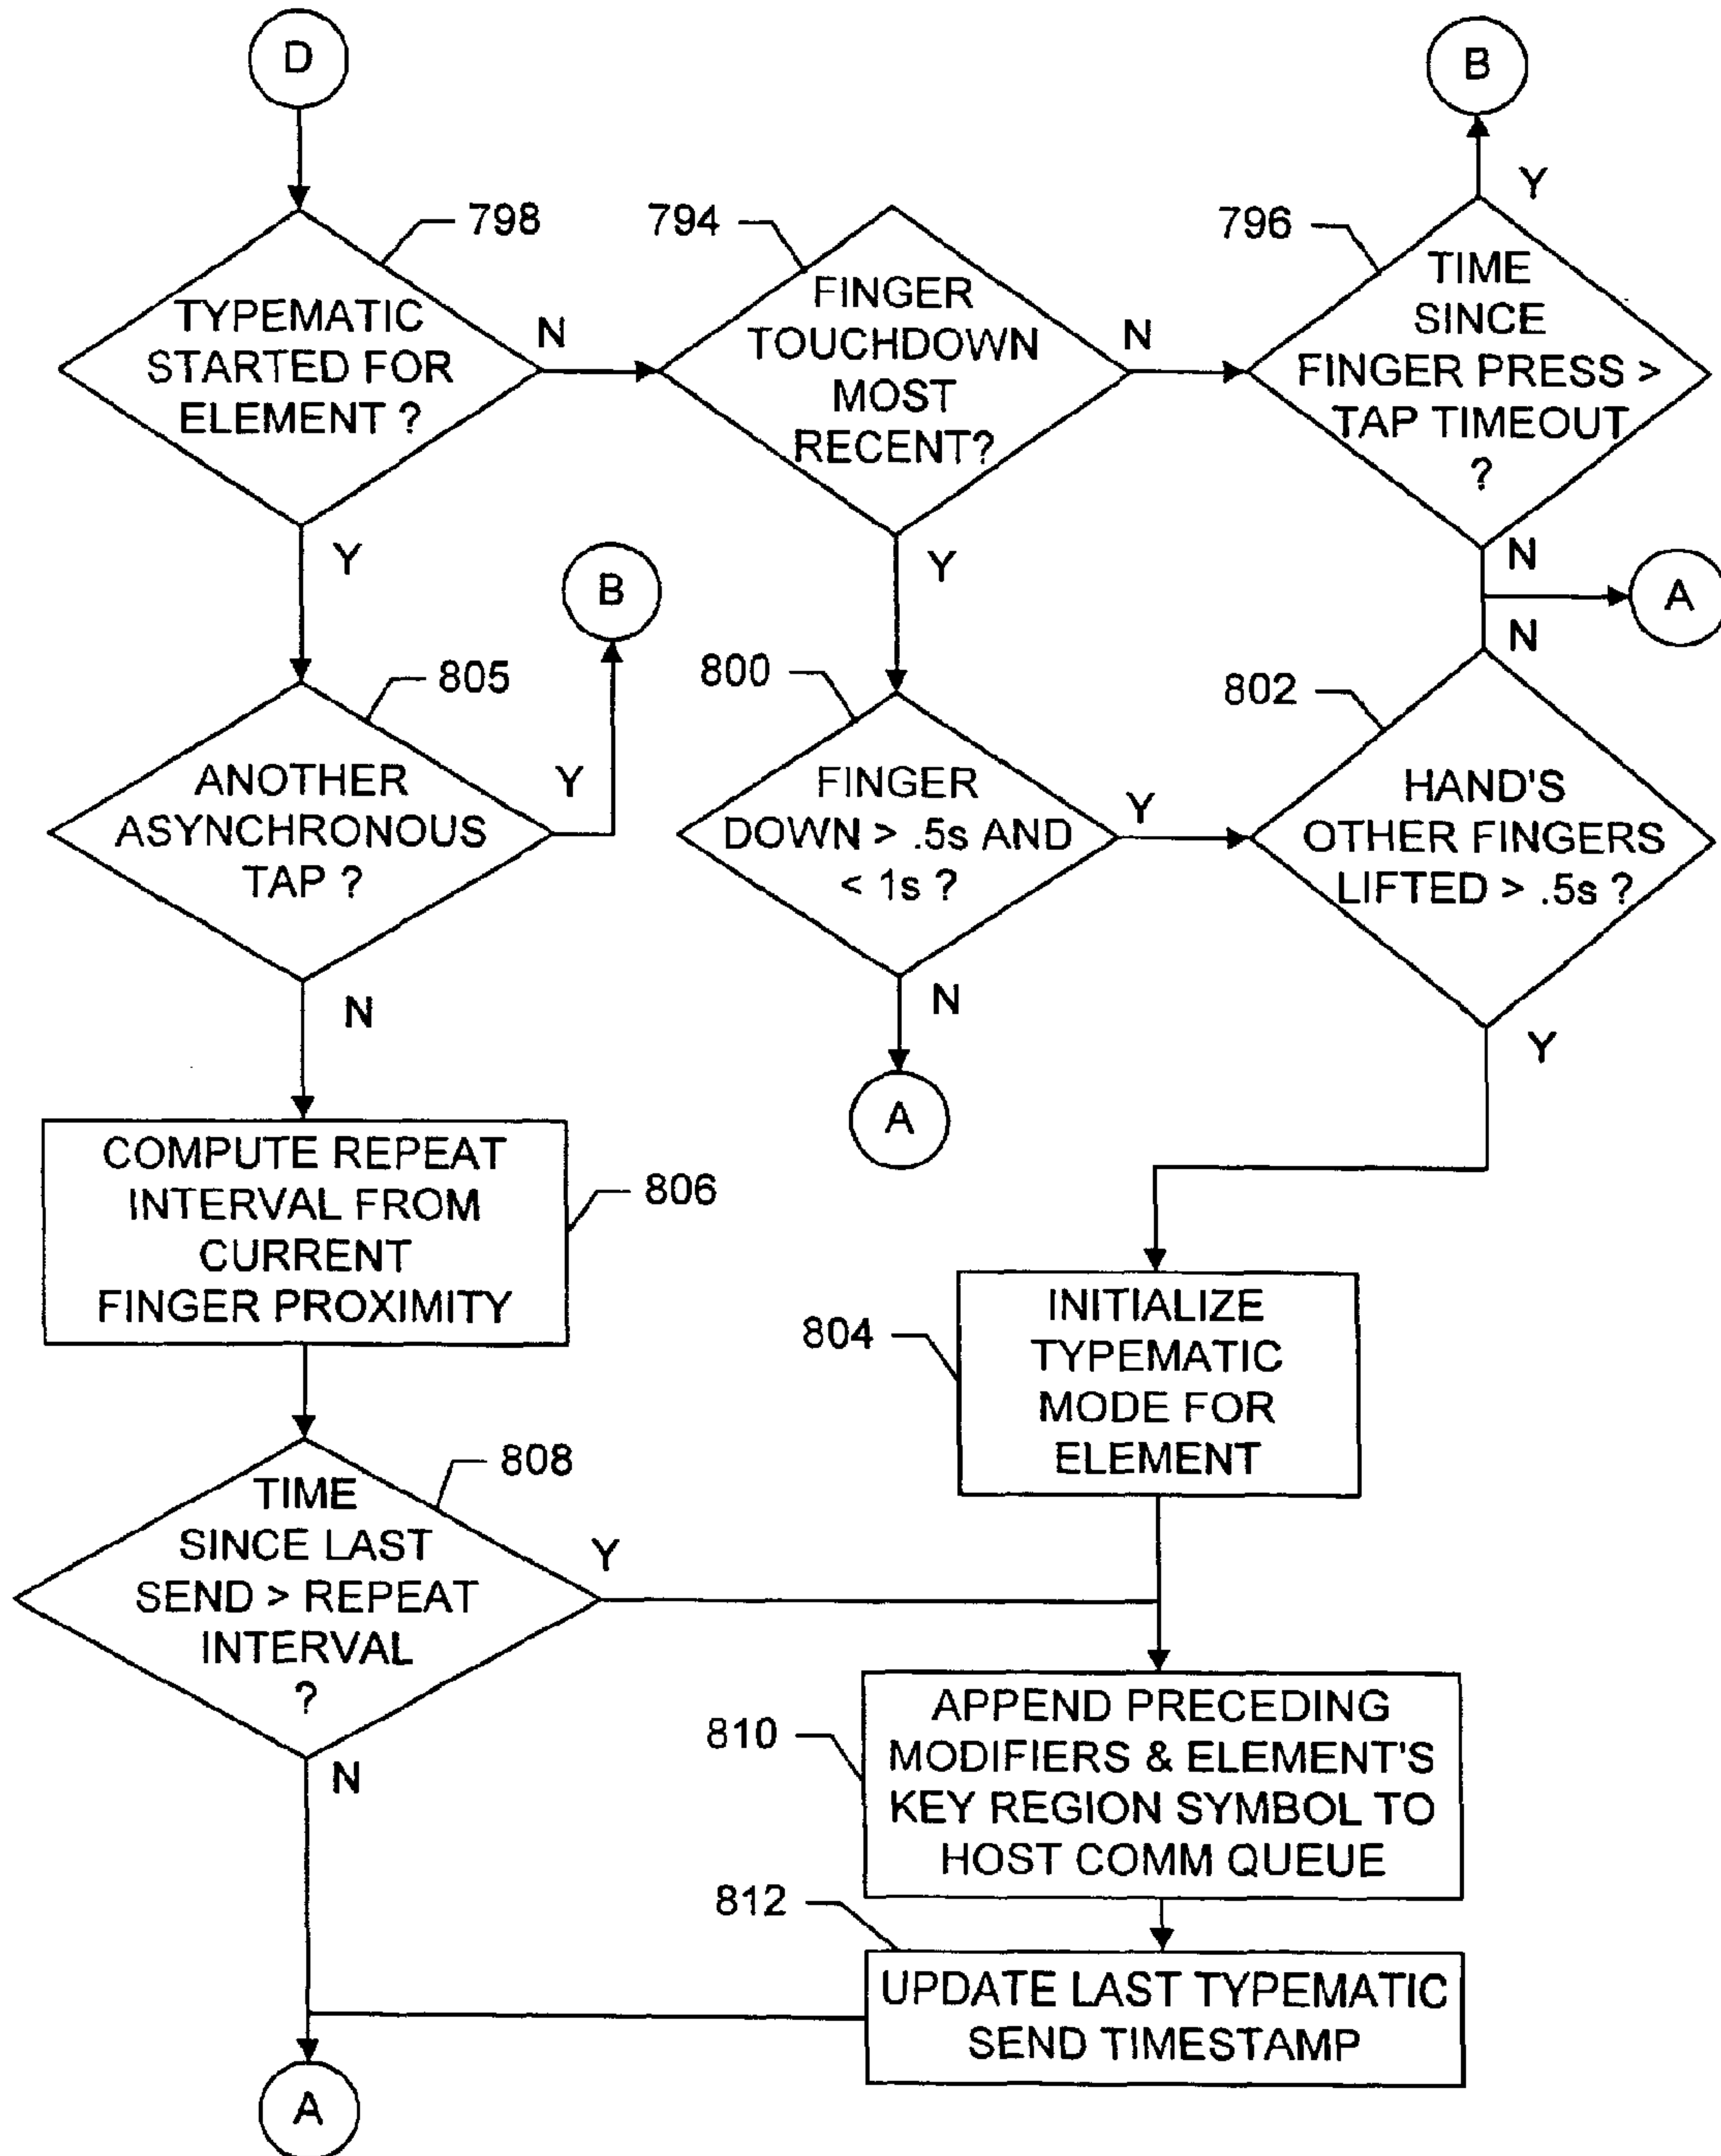 D
B
798
794
796
TYPEMATIC
STARTED FOR
ELEMENT ?
N
Y
FINGER
TOUCHDOWN
MOST
RECENT?
N
Y
TIME
SINCE
FINGER PRESS >
TAP TIMEOUT
?
Y
N
A
B
805
800
802
ANOTHER
ASYNCHRONOUS
TAP ?
Y
N
FINGER
DOWN > .5s AND
< 1s ?
Y
N
A
HAND'S
OTHER FINGERS
LIFTED > .5s ?
N
Y
COMPUTE REPEAT
INTERVAL FROM
CURRENT
FINGER PROXIMITY
806
804
INITIALIZE
TYPEMATIC
MODE FOR
ELEMENT
808
TIME
SINCE LAST
SEND > REPEAT
INTERVAL
?
Y
N
810
APPEND PRECEDING
MODIFIERS & ELEMENT'S
KEY REGION SYMBOL TO
HOST COMM QUEUE
812
UPDATE LAST TYPEMATIC
SEND TIMESTAMP
A